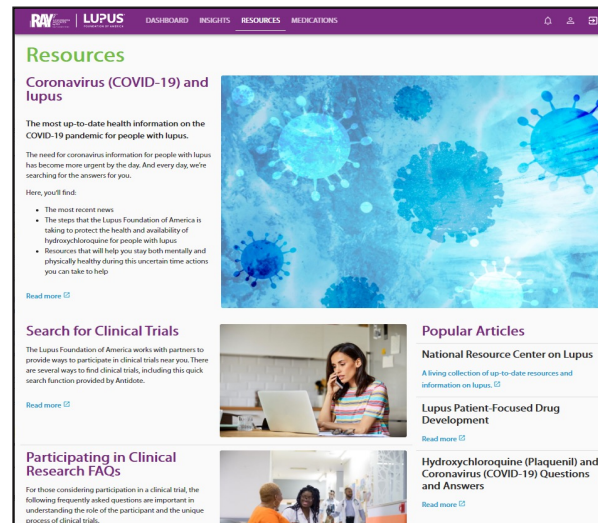 RAY LUPUS DASHBOARD INSIGHTS RESOURCES MEDICATIONS
FOUNDATION OF AMERICA
Resources
Coronavirus (COVID-19) and
lupus
The most up-to-date health information on the
COVID-19 pandemic for people with lupus.
The need for coronavirus information for people with lupus
has become more urgent by the day. And every day, we're
searching for the answers for you.
Here, you'll find:
• The most recent news
• The steps that the Lupus Foundation of America is
taking to protect the health and availability of
hydroxychloroquine for people with lupus
• Resources that will help you stay both mentally and
physically healthy during this uncertain time actions
you can take to help
Read more
Search for Clinical Trials
The Lupus Foundation of America works with partners to
provide ways to participate in clinical trials near you. There
are several ways to find clinical trials, including this quick
search function provided by Antidote.
Read more
Participating in Clinical
Research FAQs
For those considering participation in a clinical trial, the
following frequently asked questions are important in
understanding the role of the participant and the unique
process of clinical trials.
Popular Articles
National Resource Center on Lupus
A living collection of up-to-date resources and
information on lupus.
Lupus Patient-Focused Drug
Development
Read more
Hydroxychloroquine (Plaquenil) and
Coronavirus (COVID-19) Questions
and Answers
Read more